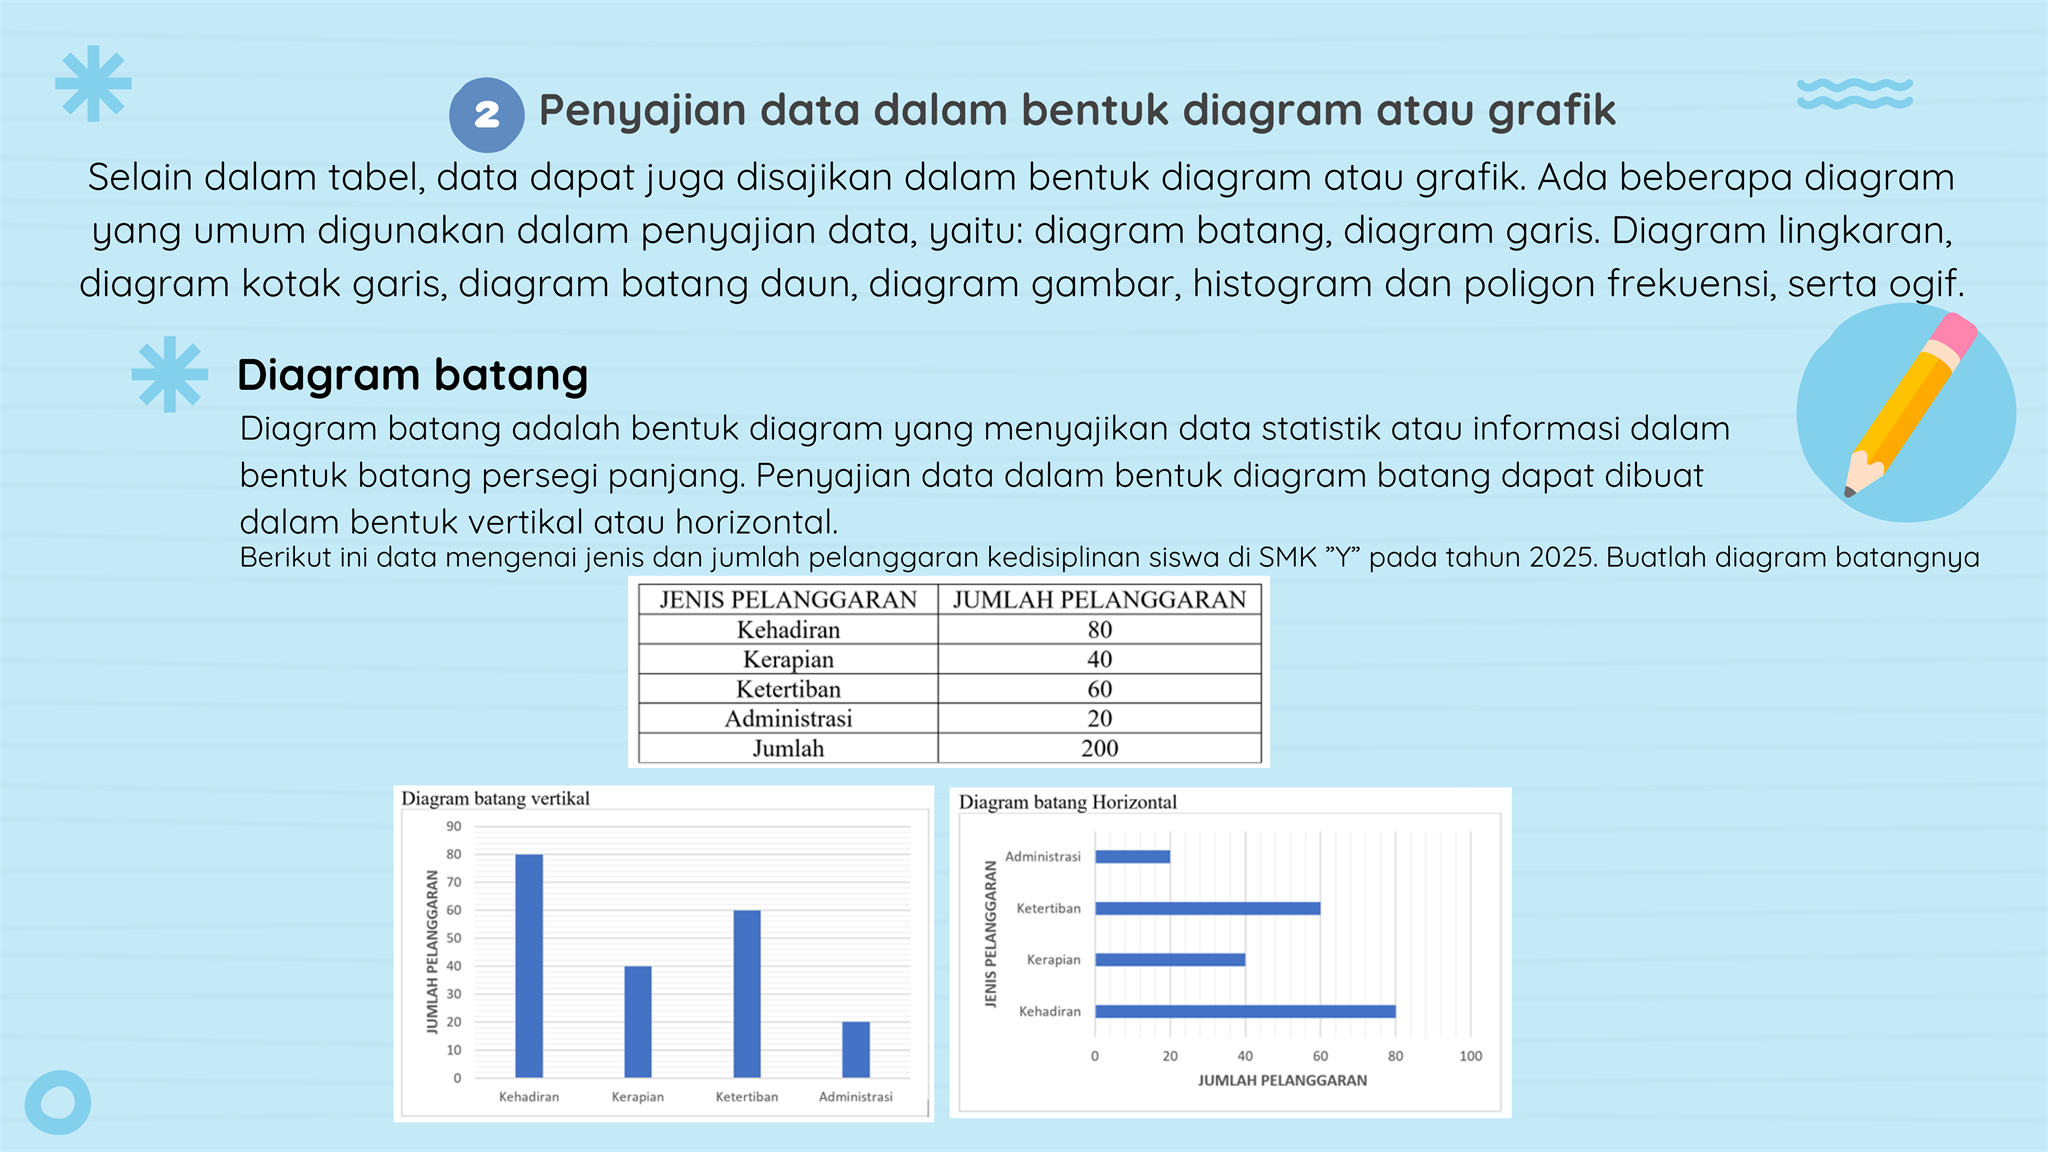 2 Penyajian data dalam bentuk diagram atau grafik
Selain dalam tabel, data dapat juga disajikan dalam bentuk diagram atau grafik. Ada beberapa diagram
yang umum digunakan dalam penyajian data, yaitu: diagram batang, diagram garis. Diagram lingkaran,
diagram kotak garis, diagram batang daun, diagram gambar, histogram dan poligon frekuensi, serta ogif.
Diagram batang
Diagram batang adalah bentuk diagram yang menyajikan data statistik atau informasi dalam
bentuk batang persegi panjang. Penyajian data dalam bentuk diagram batang dapat dibuat
dalam bentuk vertikal atau horizontal.
Berikut ini data mengenai jenis dan jumlah pelanggaran kedisiplinan siswa di SMK ”Y” pada tahun 2025. Buatlah diagram batangnya
JENIS PELANGGARAN JUMLAH PELANGGARAN
Kehadiran 80
Kerapian 40
Ketertiban 60
Administrasi 20
Jumlah 200
Diagram batang vertikal
JUMLAH PELANGGARAN
90
80
70
60
50
40
30
20
10
0
Kehadiran Kerapian Ketertiban Administrasi
Diagram batang Horizontal
JENIS PELANGGARAN
Administrasi
Ketertiban
Kerapian
Kehadiran
0 20 40 60 80 100
JUMLAH PELANGGARAN